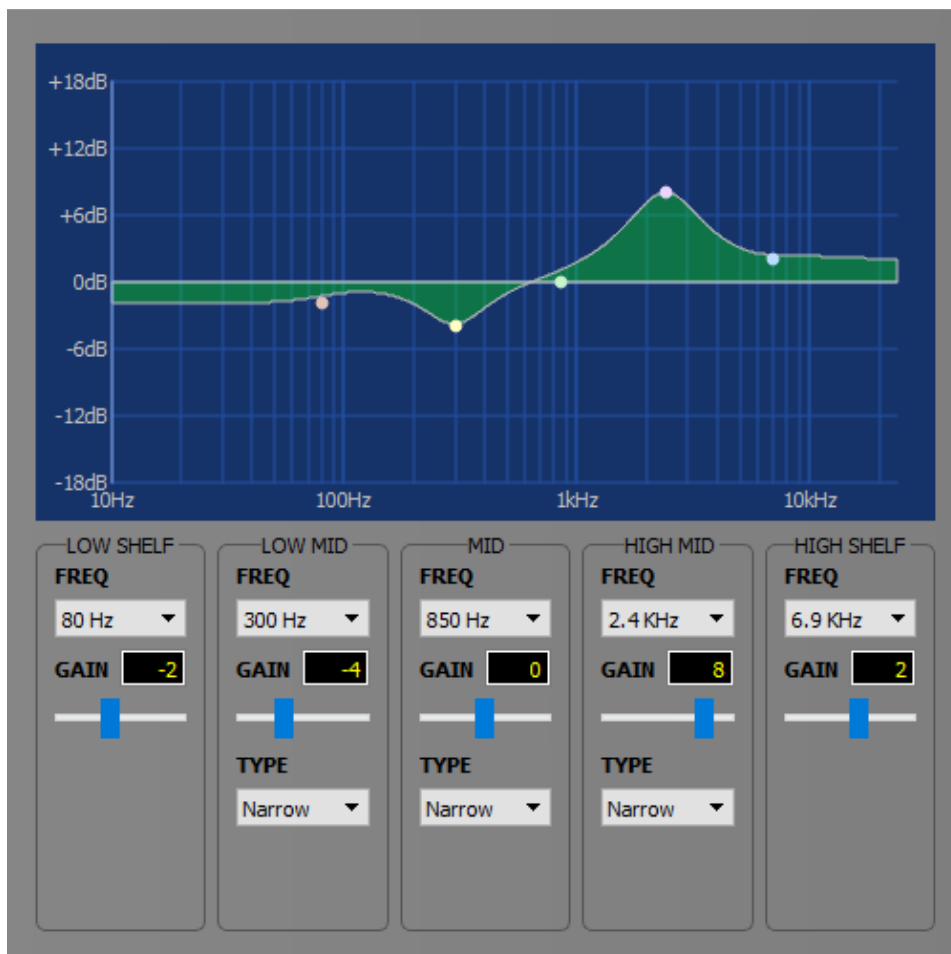 +18dB
+12dB
+6dB
0dB
-6dB
-12dB
-18dB
10Hz 100Hz 1kHz 10kHz
LOW SHELF LOW MID MID HIGH MID HIGH SHELF
FREQ FREQ FREQ FREQ FREQ
80 Hz 300 Hz 850 Hz 2.4 KHz 6.9 KHz
GAIN -2 GAIN -4 GAIN 0 GAIN 8 GAIN 2
TYPE TYPE TYPE
Narrow Narrow Narrow